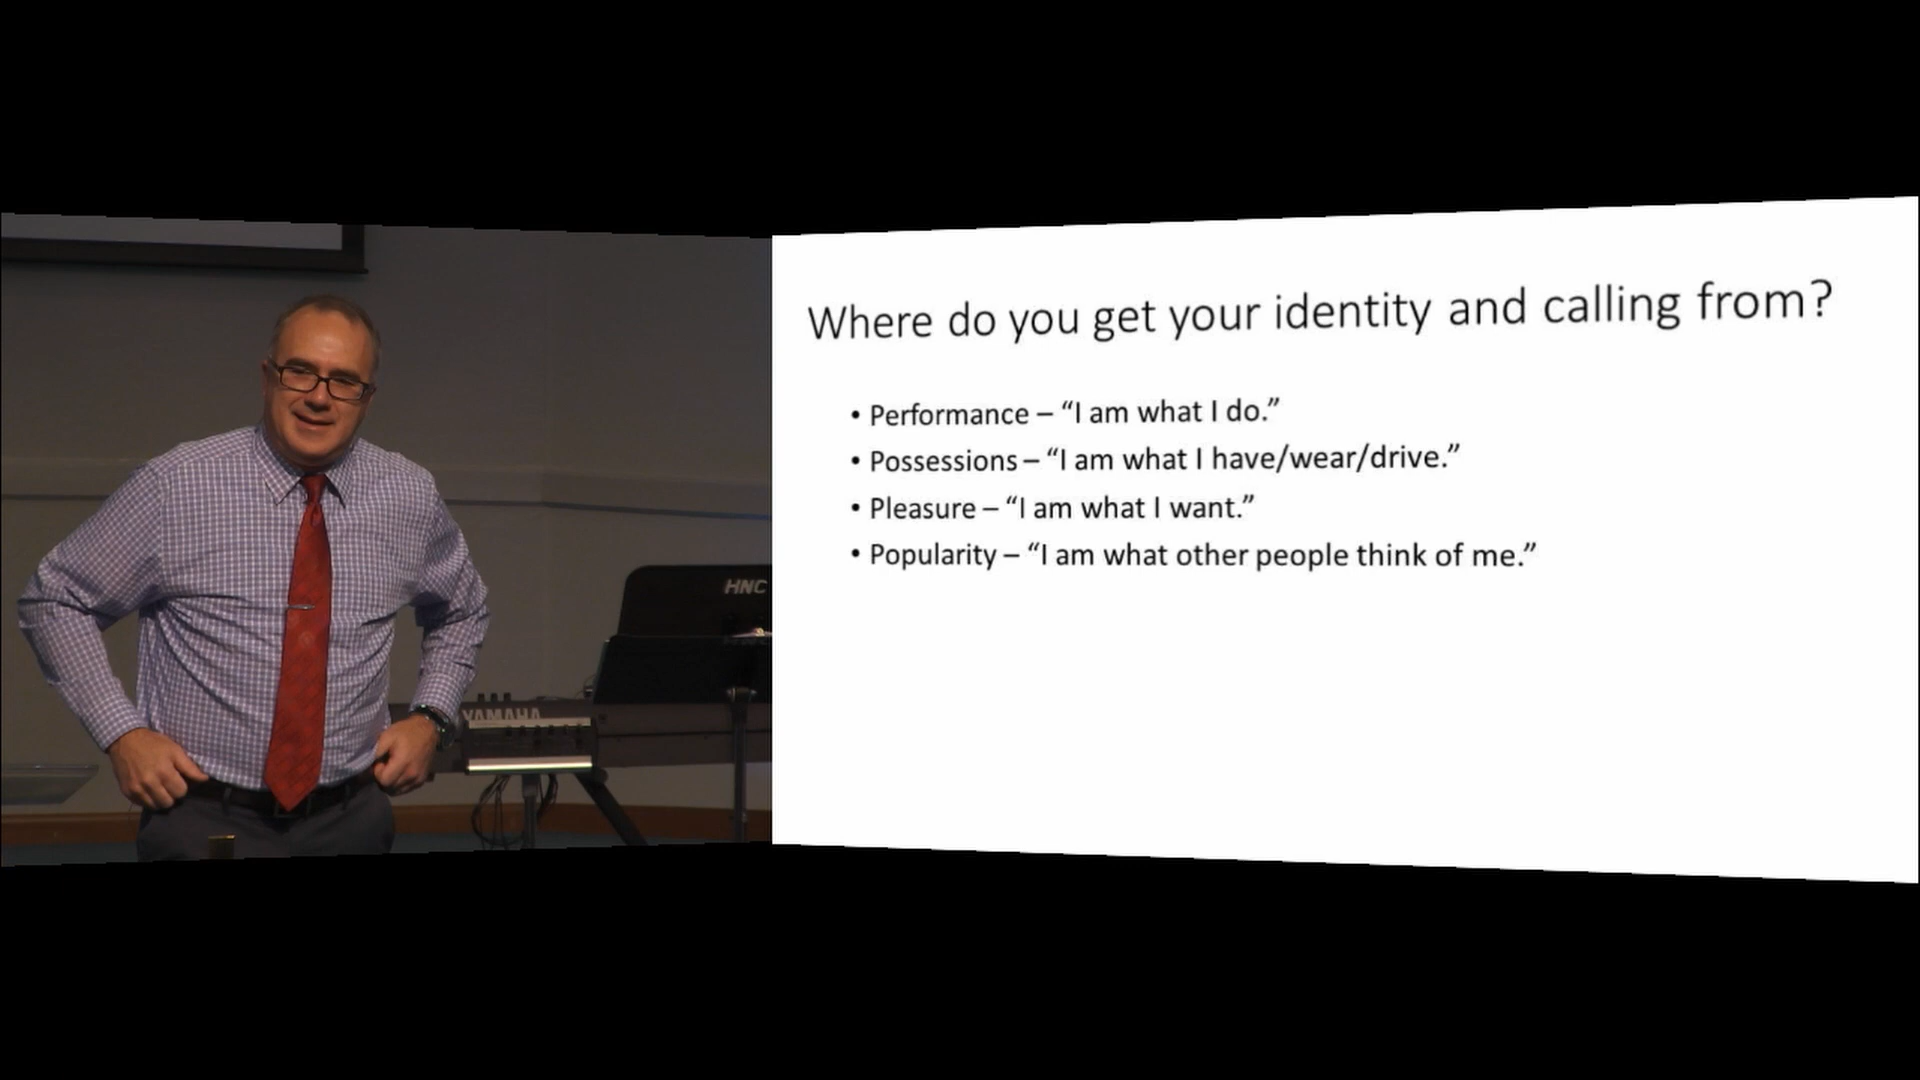 Where do you get your identity and calling from?
• Performance – “I am what I do.”
• Possessions – “I am what I have/wear/drive.”
• Pleasure – “I am what I want.”
• Popularity – “I am what other people think of me.”
HNC
YAMAHA